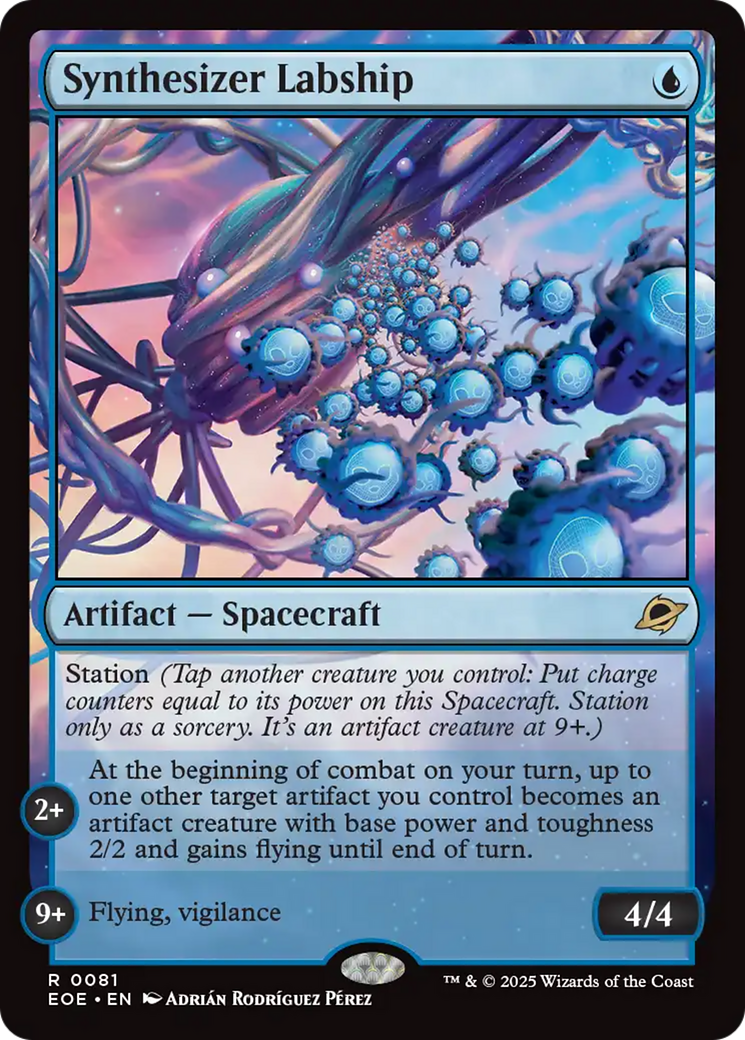 Synthesizer Labship
Artifact — Spacecraft
Station (Tap another creature you control: Put charge
counters equal to its power on this Spacecraft. Station
only as a sorcery. It's an artifact creature at 9+.)
2+
At the beginning of combat on your turn, up to
one other target artifact you control becomes an
artifact creature with base power and toughness
2/2 and gains flying until end of turn.
9+ Flying, vigilance
4/4
R 0081
EOE • EN Adrián Rodríguez Pérez
™ & © 2025 Wizards of the Coast